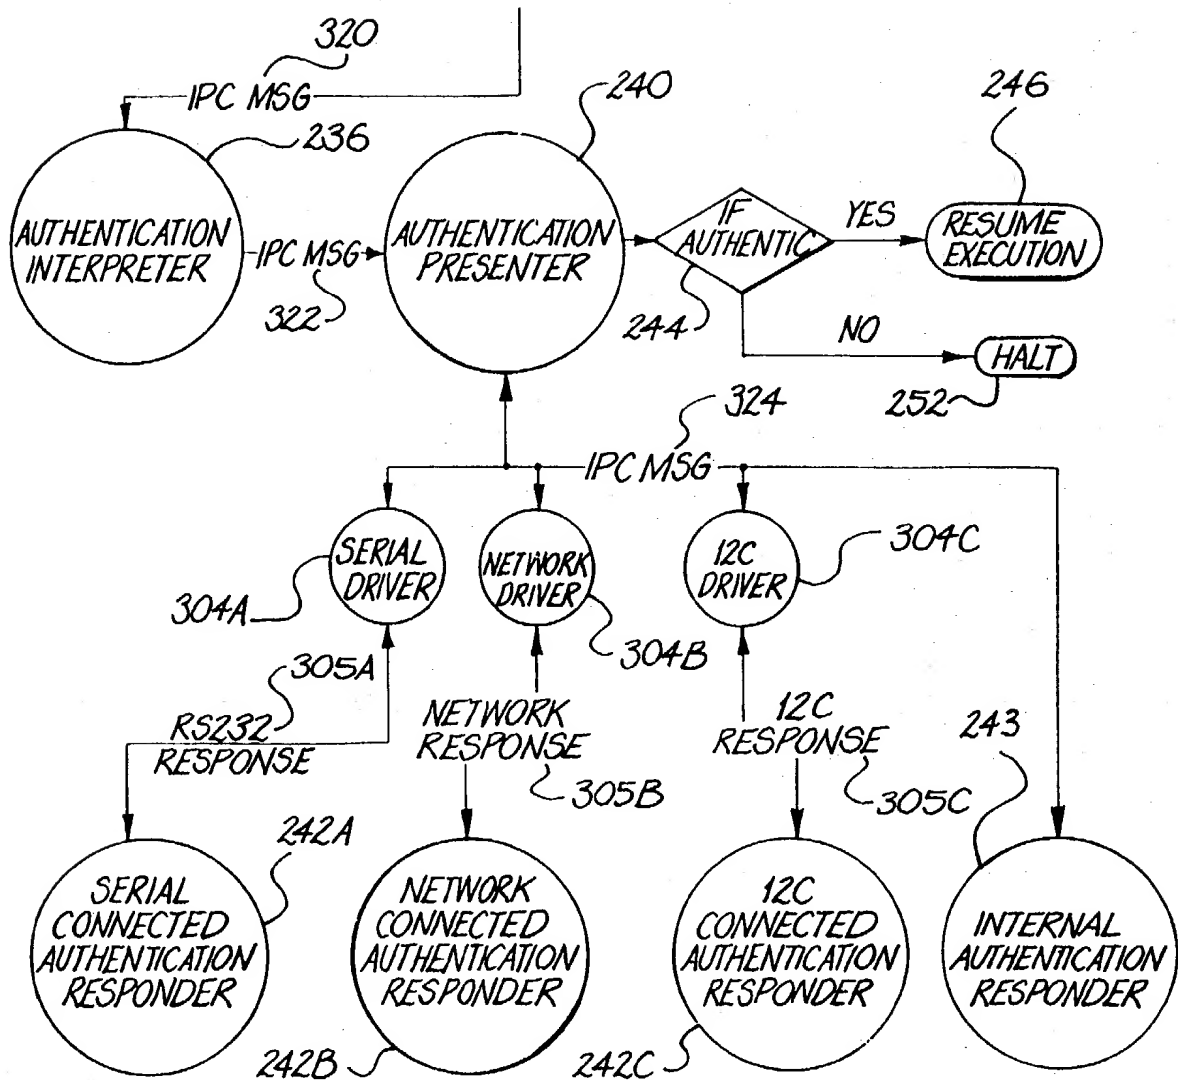 320
IPC MSG
236
240
246
AUTHENTICATION
INTERPRETER
IPC MSG
322
AUTHENTICATION
PRESENTER
IF
AUTHENTIC
244
YES
RESUME
EXECUTION
NO
HALT
252
324
IPC MSG
SERIAL
DRIVER
304A
NETWORK
DRIVER
304B
12C
DRIVER
304C
305A
RS232
RESPONSE
NETWORK
RESPONSE
305B
12C
RESPONSE
305C
243
242A
SERIAL
CONNECTED
AUTHENTICATION
RESPONDER
NETWORK
CONNECTED
AUTHENTICATION
RESPONDER
242B
12C
CONNECTED
AUTHENTICATION
RESPONDER
242C
INTERNAL
AUTHENTICATION
RESPONDER